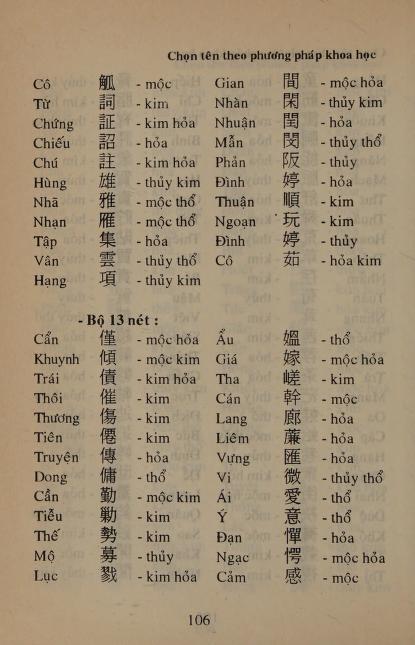 Chọn tên theo phương pháp khoa học
Cô 觚 - mộc
Từ 詞 - kim
Chứng 証 - kim hỏa
Chiếu 詔 - hỏa
Chú 註 - kim hỏa
Hùng 雄 - thủy kim
Nhã 雅 - mộc thổ
Nhạn 雁 - mộc thổ
Tập 集 - hỏa
Vân 雲 - thủy thổ
Hạng 項 - thủy kim
Gian 間 - mộc hỏa
Nhàn 閑 - thủy kim
Nhuận 閏 - hỏa
Mẫn 閔 - thủy thổ
Phản 阪 - thủy
Đình 婷 - hỏa
Thuận 順 - kim
Ngoạn 玩 - kim
Đình 婷 - thủy
Cô 茹 - hỏa kim
- Bộ 13 nét :
Cẩn 僅 - mộc hỏa
Khuynh 傾 - mộc kim
Trái 債 - kim hỏa
Thôi 催 - kim
Thương 傷 - kim
Tiên 僊 - kim
Truyện 傳 - hỏa
Dong 傭 - thổ
Cần 勤 - mộc kim
Tiễu 勦 - kim
Thế 勢 - kim
Mộ 募 - thủy
Lục 戮 - kim hỏa
Ẩu 媼 - thổ
Giá 嫁 - mộc hỏa
Tha 嵯 - kim
Cán 幹 - mộc
Lang 廊 - hỏa
Liêm 廉 - hỏa
Vựng 匯 - hỏa
Vi 微 - thủy thổ
Ái 愛 - thổ
Ý 意 - thổ
Đạn 憚 - hỏa
Ngạc 愕 - mộc hỏa
Cảm 感 - mộc
106